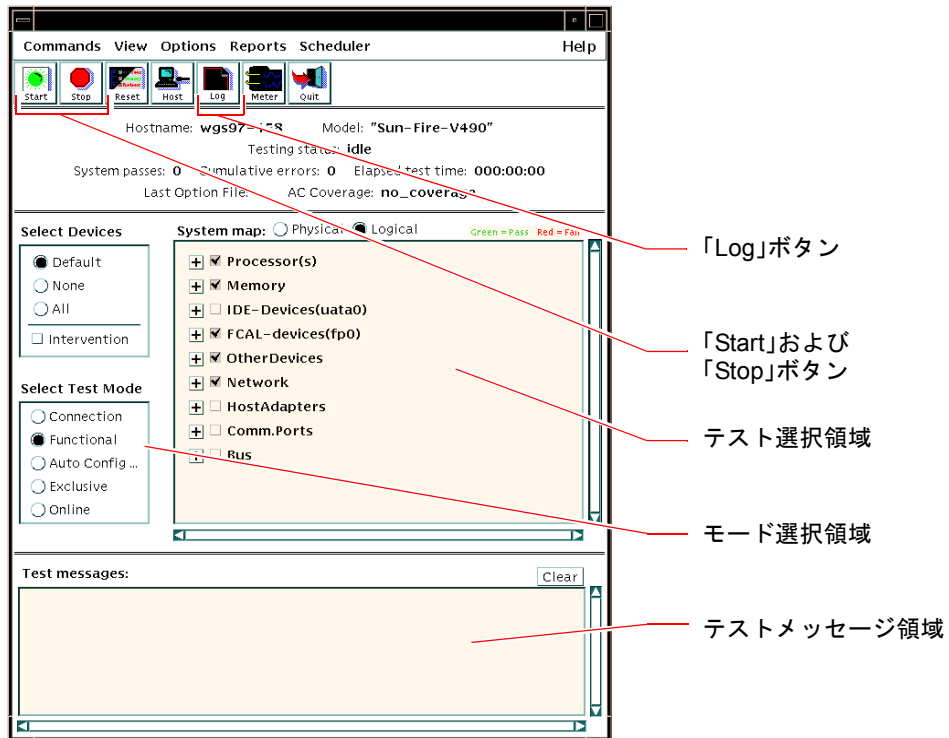 Commands View Options Reports Scheduler Help
Start Stop Reset Host Log Meter Quit
Hostname: wgs97-158 Model: "Sun-Fire-V490"
Testing status: idle
System passes: 0 Cumulative errors: 0 Elapsed test time: 000:00:00
Last Option File: AC Coverage: no_coverage
Select Devices
Default
None
All
Intervention
Select Test Mode
Connection
Functional
Auto Config ...
Exclusive
Online
System map: Physical Logical Green = Pass Red = Fail
Processor(s)
Memory
IDE-Devices(uata0)
FCAL-devices(fp0)
OtherDevices
Network
HostAdapters
Comm.Ports
Bus
Test messages: Clear
「Log」ボタン
「Start」および
「Stop」ボタン
テスト選択領域
モード選択領域
テストメッセージ領域